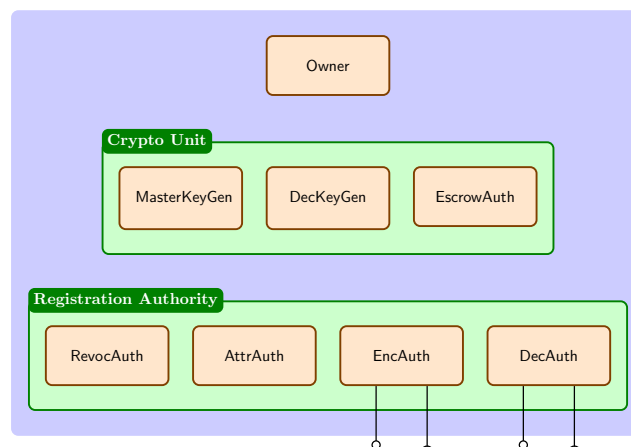 Owner
Crypto Unit
MasterKeyGen
DecKeyGen
EscrowAuth
Registration Authority
RevocAuth
AttrAuth
EncAuth
DecAuth